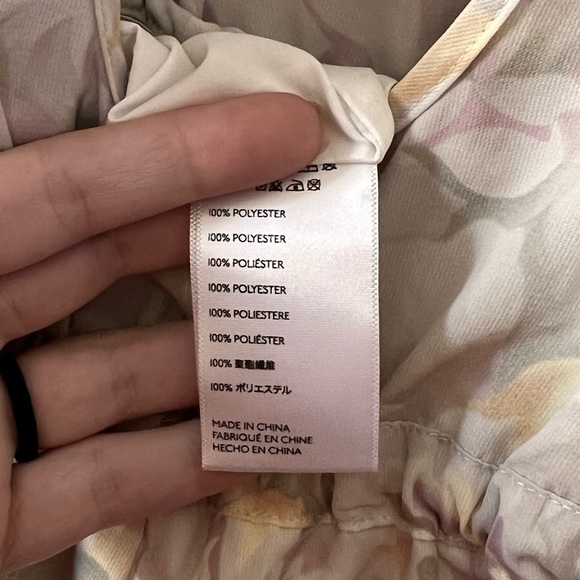 100% POLYESTER
100% POLYESTER
100% POLIÉSTER
100% POLYESTER
100% POLIESTERE
100% POLIÉSTER
100% 聚酯纖維
100% ポリエステル
MADE IN CHINA
FABRIQUÉ EN CHINE
HECHO EN CHINA